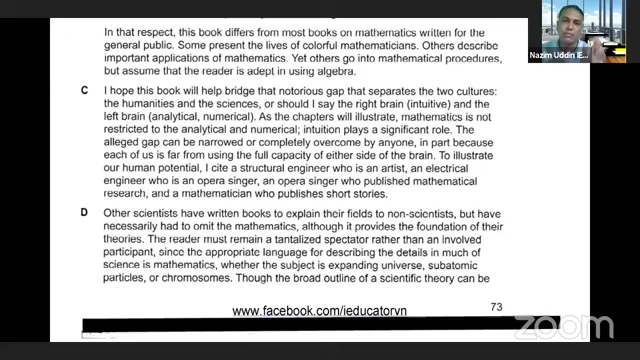 In that respect, this book differs from most books on mathematics written for the
general public. Some present the lives of colorful mathematicians. Others describe
important applications of mathematics. Yet others go into mathematical procedures,
but assume that the reader is adept in using algebra.
C I hope this book will help bridge that notorious gap that separates the two cultures:
the humanities and the sciences, or should I say the right brain (intuitive) and the
left brain (analytical, numerical). As the chapters will illustrate, mathematics is not
restricted to the analytical and numerical; intuition plays a significant role. The
alleged gap can be narrowed or completely overcome by anyone, in part because
each of us is far from using the full capacity of either side of the brain. To illustrate
our human potential, I cite a structural engineer who is an artist, an electrical
engineer who is an opera singer, an opera singer who published mathematical
research, and a mathematician who publishes short stories.
D Other scientists have written books to explain their fields to non-scientists, but have
necessarily had to omit the mathematics, although it provides the foundation of their
theories. The reader must remain a tantalized spectator rather than an involved
participant, since the appropriate language for describing the details in much of
science is mathematics, whether the subject is expanding universe, subatomic
particles, or chromosomes. Though the broad outline of a scientific theory can be
73
www.facebook.com/ieducatorvn
Nazim Uddin iE...
zoom